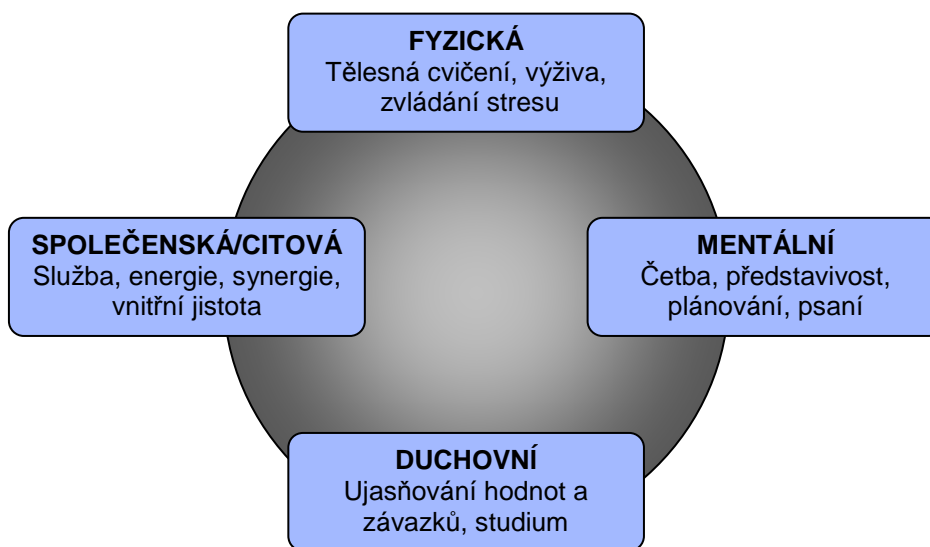 FYZICKÁ
Tělesná cvičení, výživa,
zvládání stresu
SPOLEČENSKÁ/CITOVÁ
Služba, energie, synergie,
vnitřní jistota
MENTÁLNÍ
Četba, představivost,
plánování, psaní
DUCHOVNÍ
Ujasňování hodnot a
závazků, studium